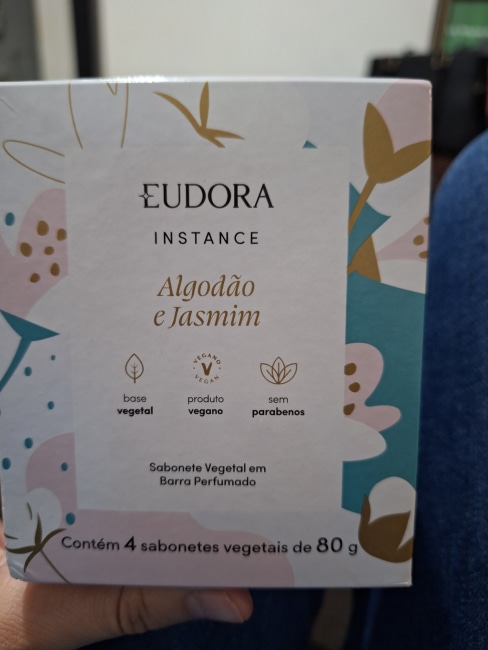 EUDORA
INSTANCE
Algodão
e Jasmim
VEGANO
V
VEGAN
base
vegetal
produto
vegano
sem
parabenos
Sabonete Vegetal em
Barra Perfumado
Contém 4 sabonetes vegetais de 80 g